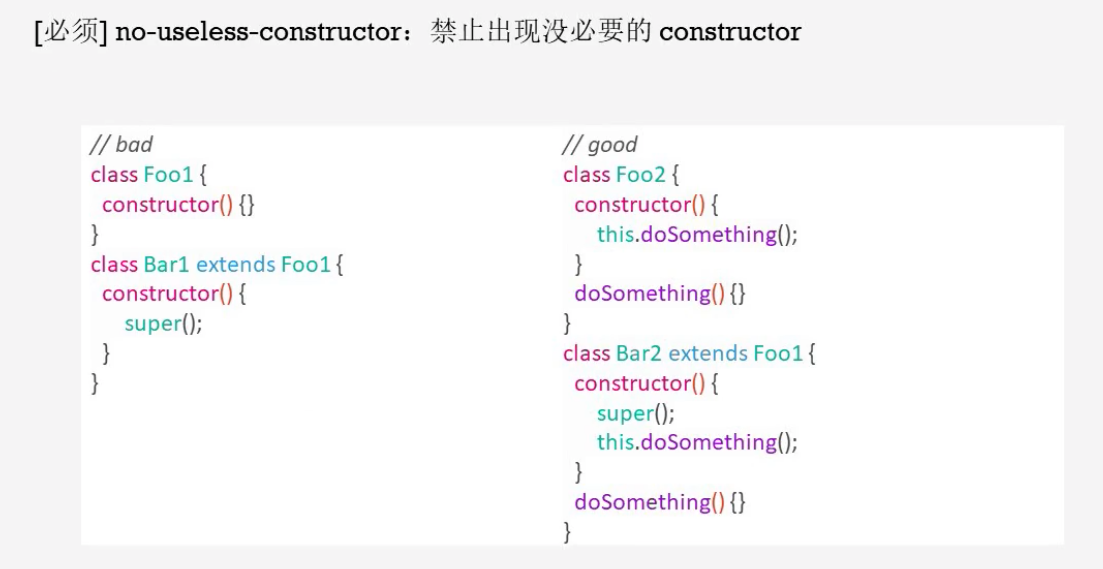 [必须] no-useless-constructor：禁止出现没必要的 constructor
// bad
class Foo1 {
constructor() {}
}
class Bar1 extends Foo1 {
constructor() {
super();
}
}
// good
class Foo2 {
constructor() {
this.doSomething();
}
doSomething() {}
}
class Bar2 extends Foo1 {
constructor() {
super();
this.doSomething();
}
doSomething() {}
}